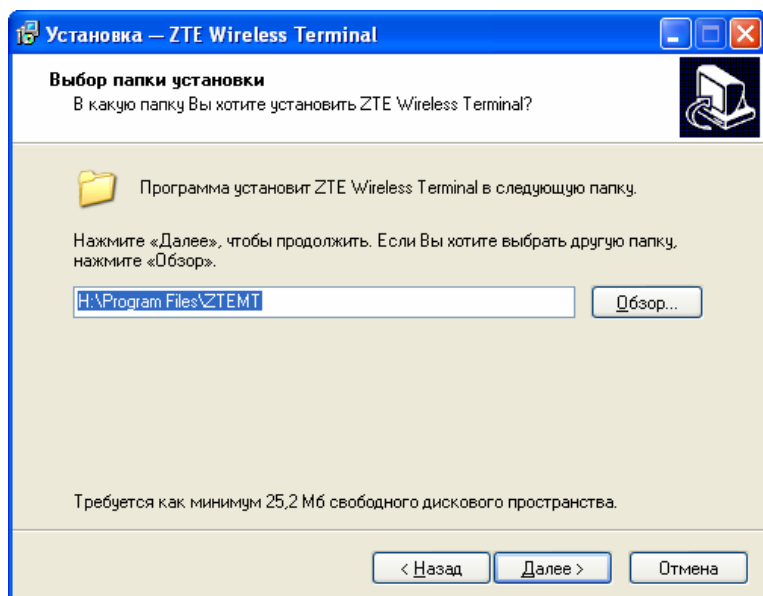 Установка — ZTE Wireless Terminal
Выбор папки установки
В какую папку Вы хотите установить ZTE Wireless Terminal?
Программа установит ZTE Wireless Terminal в следующую папку.
Нажмите «Далее», чтобы продолжить. Если Вы хотите выбрать другую папку,
нажмите «Обзор».
H:\Program Files\ZTEMT
Обзор...
Требуется как минимум 25,2 Мб свободного дискового пространства.
< Назад
Далее >
Отмена